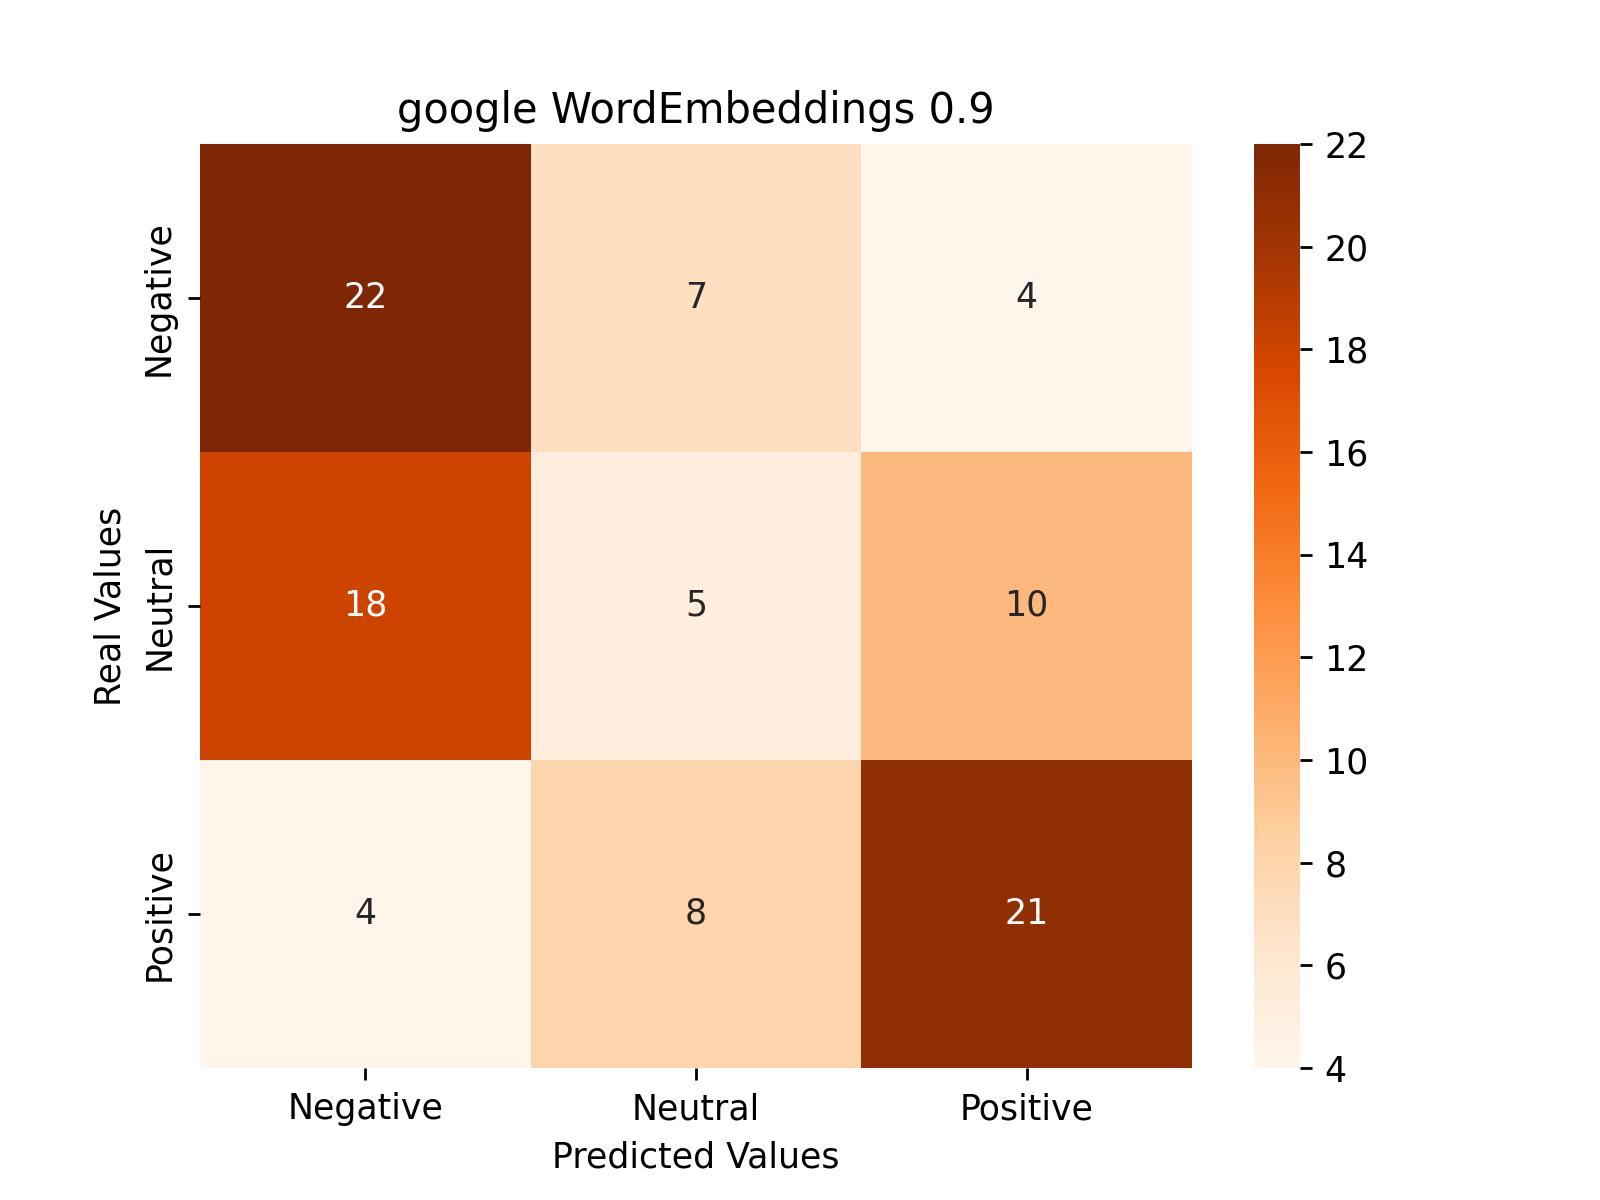 google WordEmbeddings 0.9
Real Values
Negative
Neutral
Positive
22 7 4
18 5 10
4 8 21
Negative Neutral Positive
Predicted Values
22
20
18
16
14
12
10
8
6
4